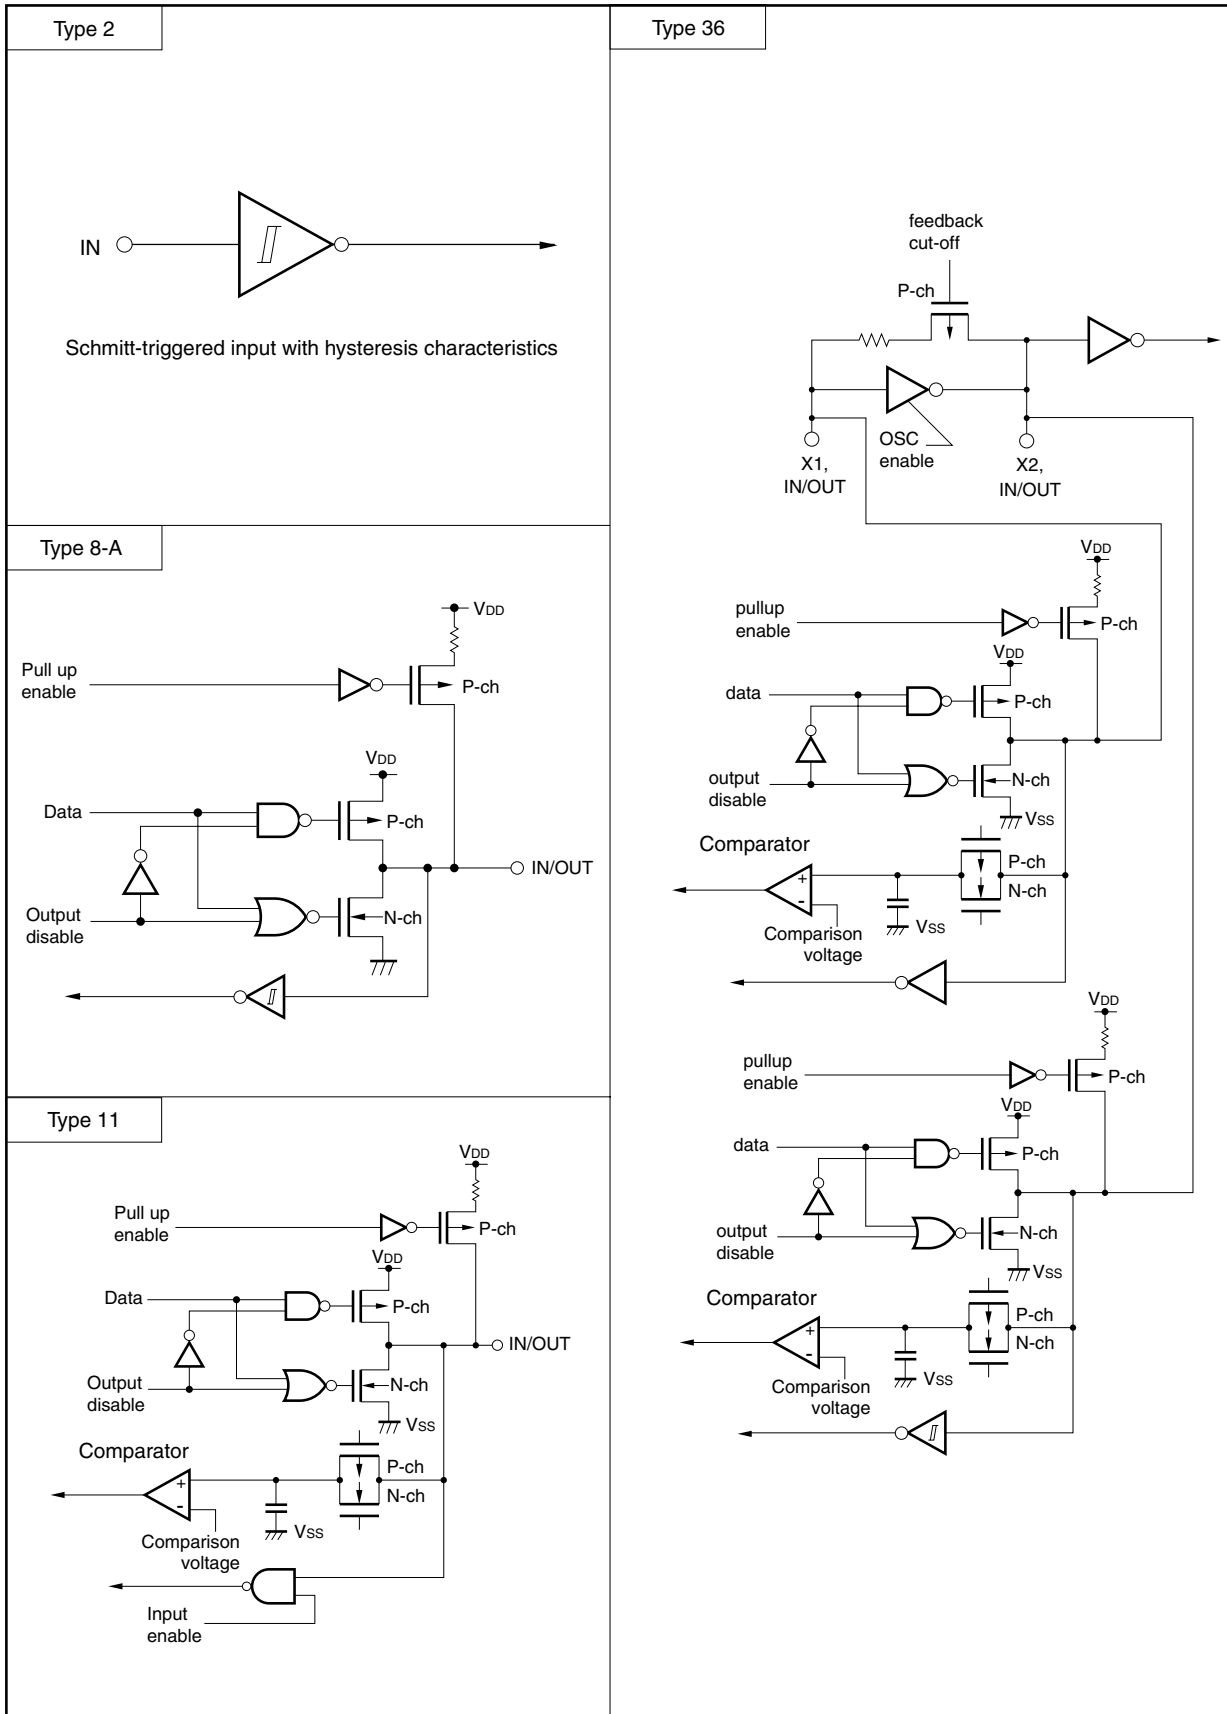 Type 2
IN
Schmitt-triggered input with hysteresis characteristics
Type 8-A
VDD
Pull up
enable
P-ch
VDD
Data
P-ch
IN/OUT
Output
disable
N-ch
Type 11
VDD
Pull up
enable
P-ch
VDD
Data
P-ch
IN/OUT
Output
disable
N-ch
VSS
Comparator
P-ch
N-ch
+
-
VSS
Comparison
voltage
Input
enable
Type 36
feedback
cut-off
P-ch
OSC
enable
X1,
IN/OUT
X2,
IN/OUT
VDD
pullup
enable
P-ch
VDD
data
P-ch
output
disable
N-ch
VSS
Comparator
P-ch
N-ch
+
-
VSS
Comparison
voltage
VDD
pullup
enable
P-ch
VDD
data
P-ch
output
disable
N-ch
VSS
Comparator
P-ch
N-ch
+
-
VSS
Comparison
voltage